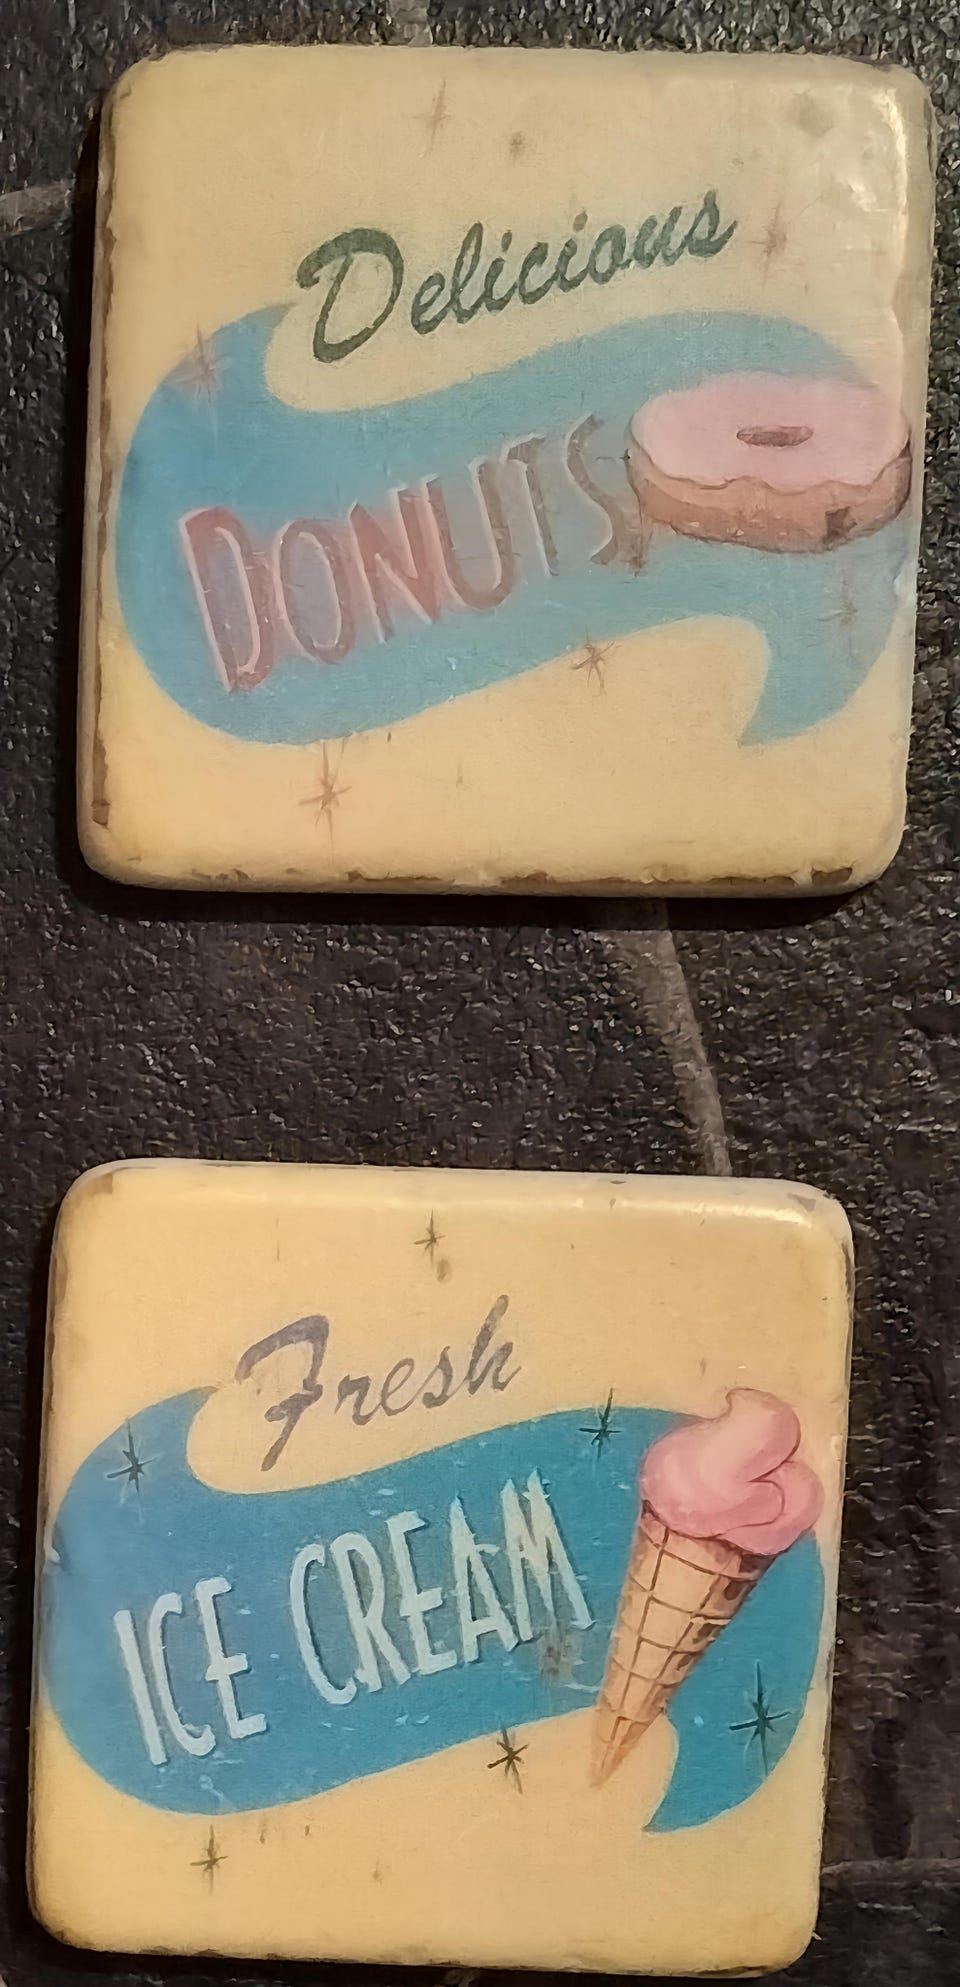 Delicious
DONUTS
Fresh
ICE CREAM